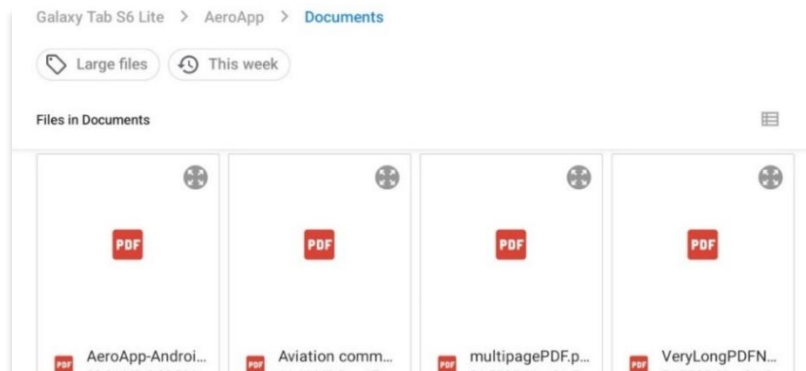 Galaxy Tab S6 Lite > AeroApp > Documents
Large files This week
Files in Documents
PDF PDF PDF PDF
PDF AeroApp-Androi... PDF Aviation comm... PDF multipagePDF.p... PDF VeryLongPDFN...